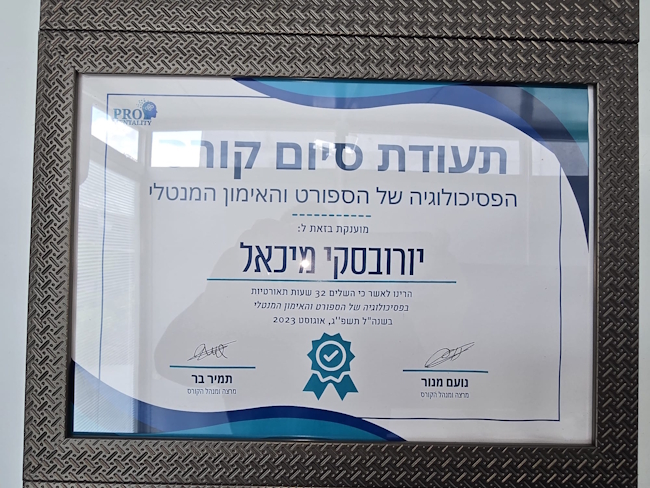 PRO
MENTALITY
תעודת סיום קורס
הפסיכולוגיה של הספורט והאימון המנטלי
מוענקת בזאת ל:
יורובסקי מיכאל
הרינו לאשר כי השלים 32 שעות תאורטיות
בפסיכולוגיה של הספורט והאימון המנטלי
בשנה"ל תשפ''ג, אוגוסט 2023
נועם מנור
מרצה ומנהל הקורס
תמיר בר
מרצה ומנהל הקורס